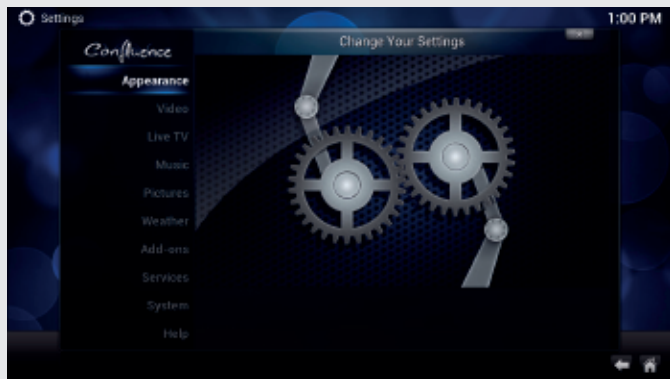 Settings
1:00 PM
Confluence
Change Your Settings
Appearance
Video
Live TV
Music
Pictures
Weather
Add-ons
Services
System
Help